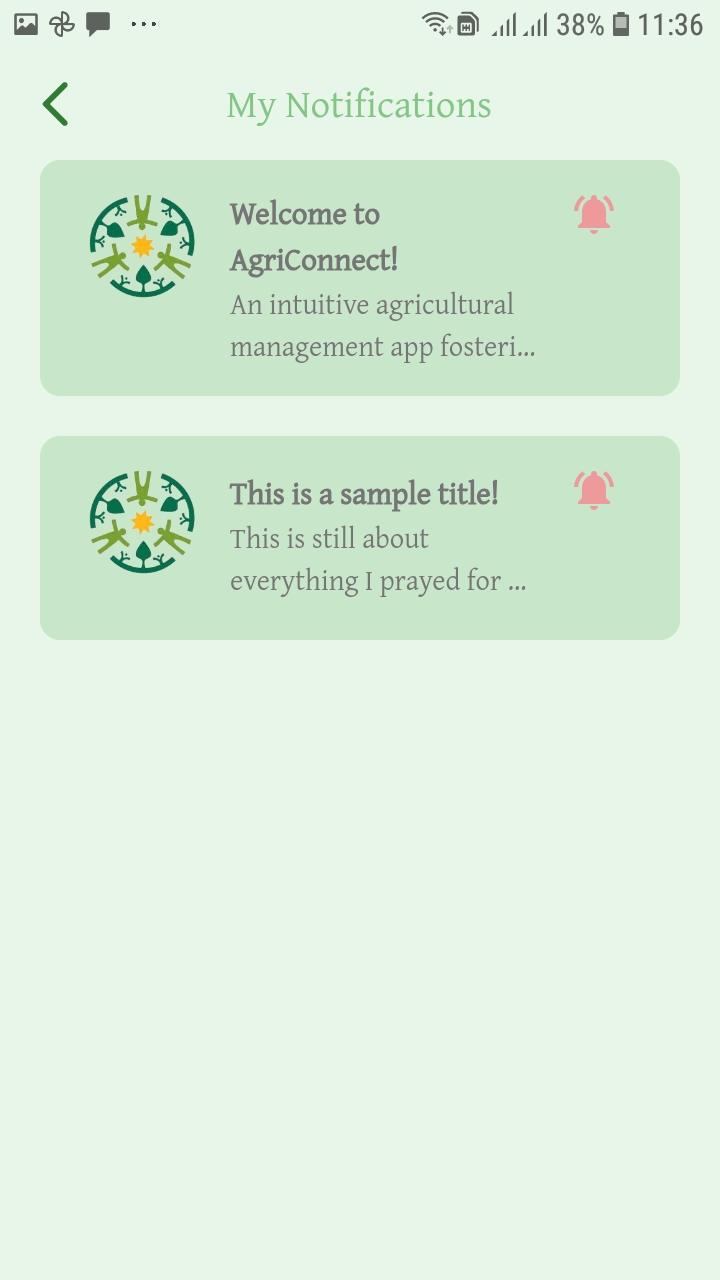 38% 11:36
My Notifications
Welcome to
AgriConnect!
An intuitive agricultural
management app fosteri...
This is a sample title!
This is still about
everything I prayed for ...